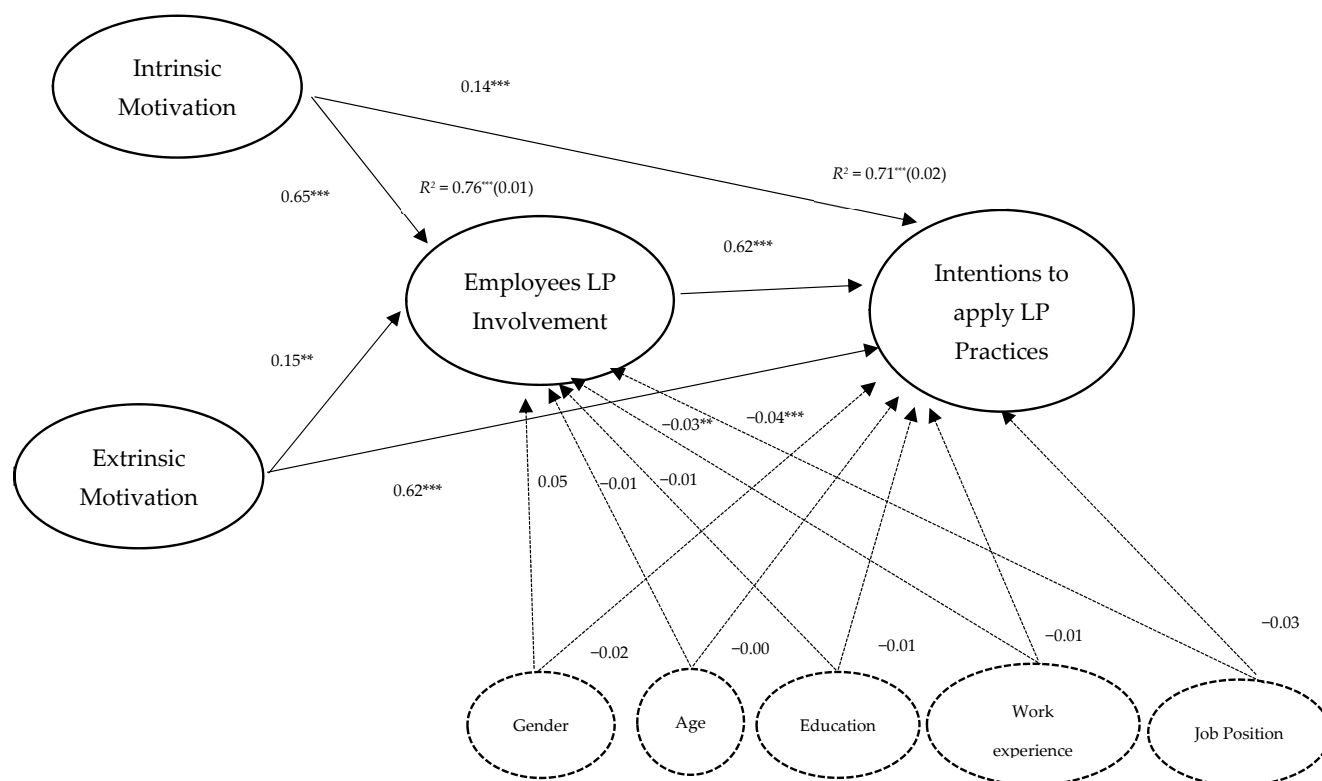 Intrinsic
Motivation
0.14***
0.65***
R² = 0.76***(0.01)
R² = 0.71***(0.02)
Employees LP
Involvement
0.62***
Intentions to
apply LP
Practices
0.15**
Extrinsic
Motivation
0.62***
0.05
−0.01
−0.01
−0.03**
−0.04***
−0.02
−0.00
−0.01
−0.01
−0.03
Gender
Age
Education
Work
experience
Job Position